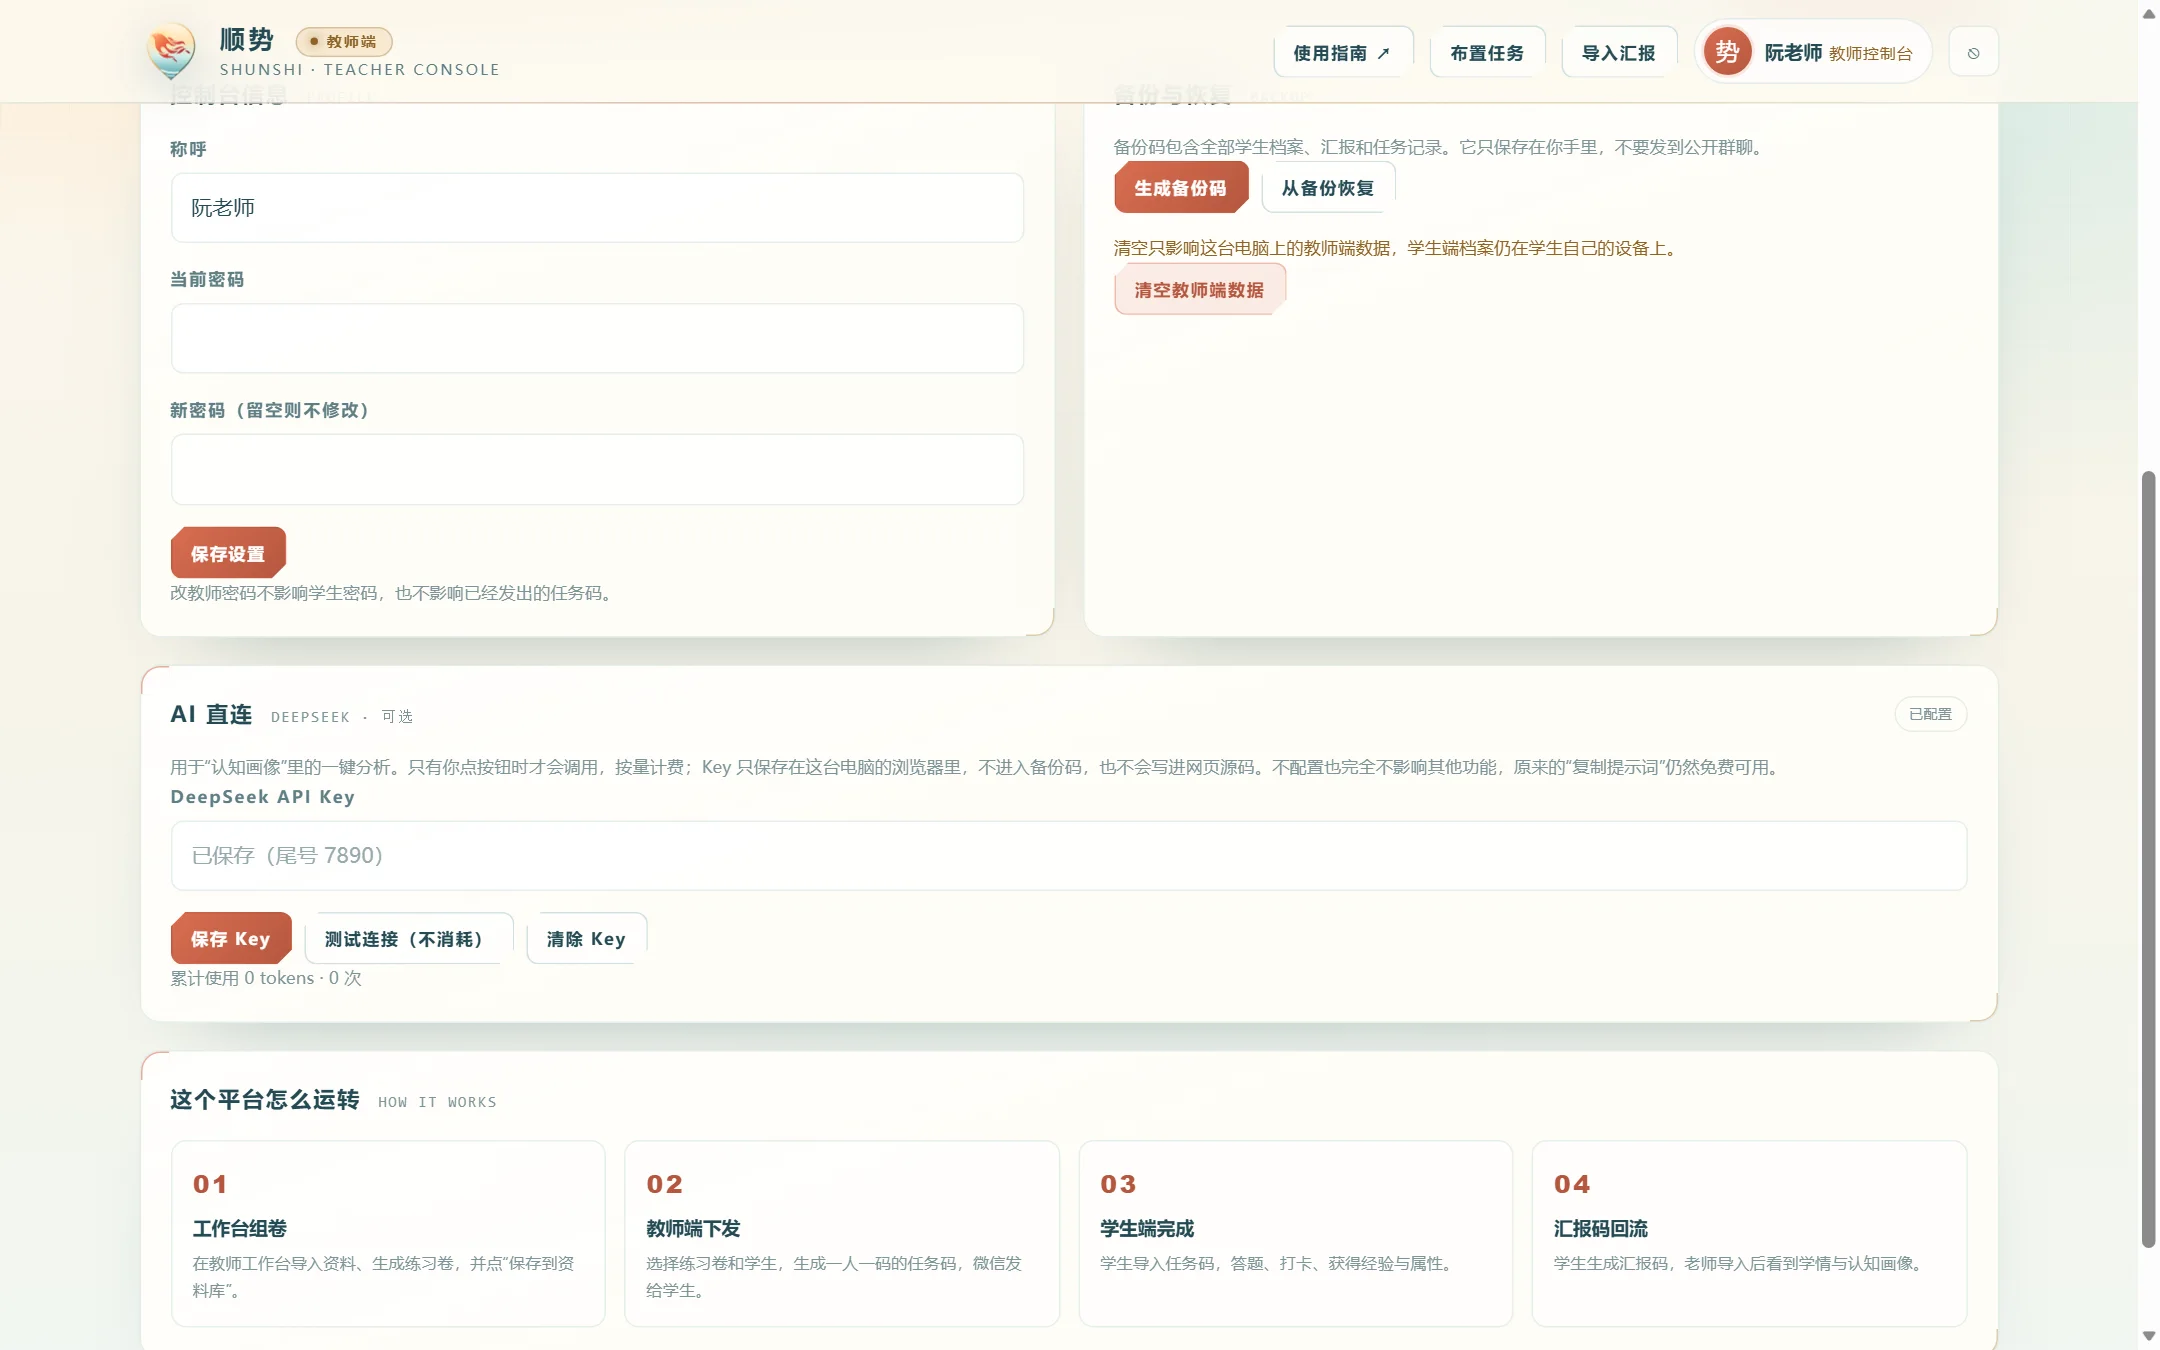 顺势
教师端
SHUNSHI · TEACHER CONSOLE
使用指南 ↗
布置任务
导入汇报
势
阮老师 教师控制台
控制台信息
备份与恢复
称呼
阮老师
当前密码
新密码（留空则不修改）
保存设置
改教师密码不影响学生密码，也不影响已经发出的任务码。
备份码包含全部学生档案、汇报和任务记录。它只保存在你手里，不要发到公开群聊。
生成备份码
从备份恢复
清空只影响这台电脑上的教师端数据，学生端档案仍在学生自己的设备上。
清空教师端数据
AI 直连 DEEPSEEK · 可选
已配置
用于“认知画像”里的一键分析。只有你点按钮时才会调用，按量计费；Key 只保存在这台电脑的浏览器里，不进入备份码，也不会写进网页源码。不配置也完全不影响其他功能，原来的“复制提示词”仍然免费可用。
DeepSeek API Key
已保存（尾号 7890）
保存 Key
测试连接（不消耗）
清除 Key
累计使用 0 tokens · 0 次
这个平台怎么运转 HOW IT WORKS
01
工作台组卷
在教师工作台导入资料、生成练习卷，并点“保存到资
料库”。
02
教师端下发
选择练习卷和学生，生成一人一码的任务码，微信发
给学生。
03
学生端完成
学生导入任务码，答题、打卡、获得经验与属性。
04
汇报码回流
学生生成汇报码，老师导入后看到学情与认知画像。